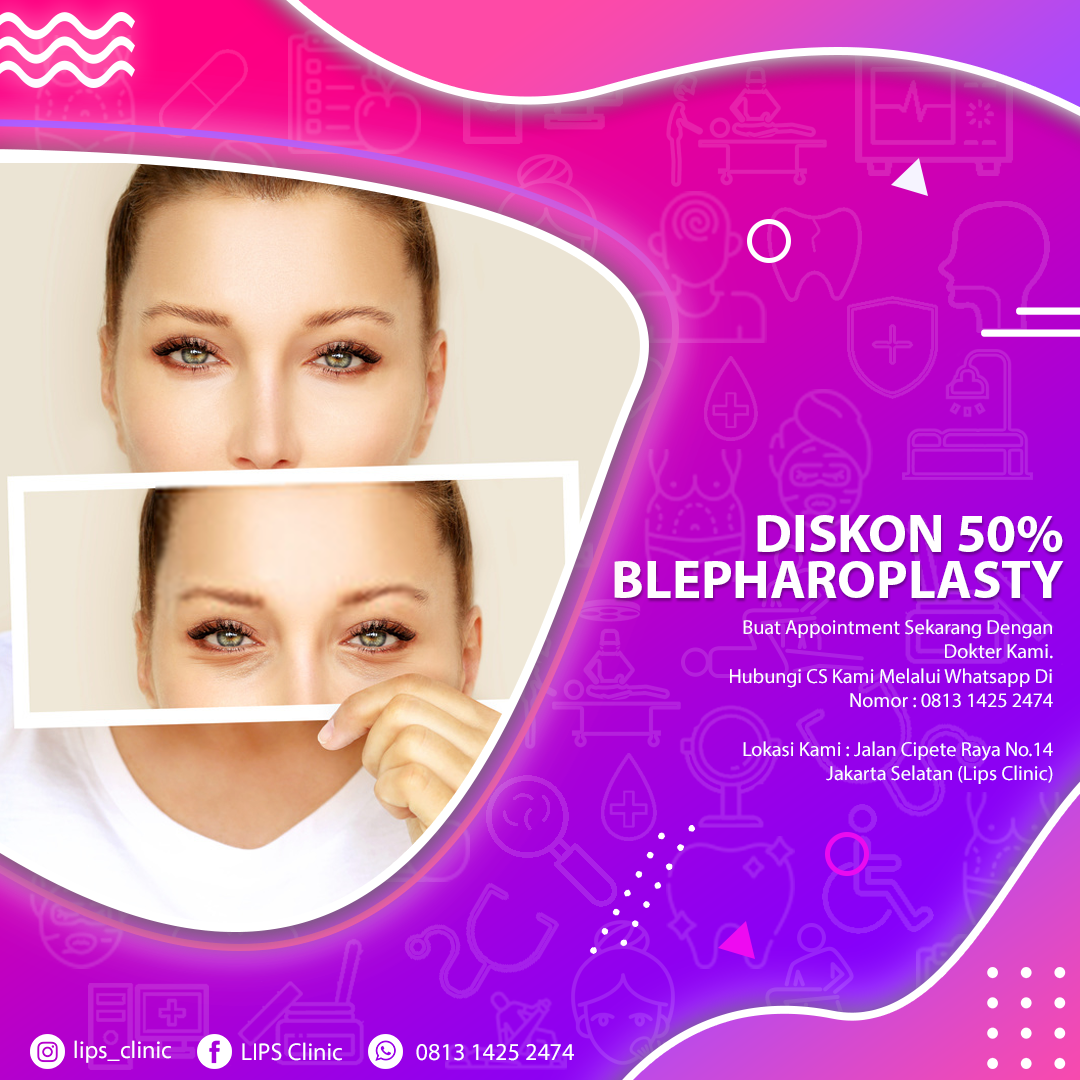 DISKON 50%
BLEPHAROPLASTY
Buat Appointment Sekarang Dengan
Dokter Kami.
Hubungi CS Kami Melalui Whatsapp Di
Nomor : 0813 1425 2474
Lokasi Kami : Jalan Cipete Raya No.14
Jakarta Selatan (Lips Clinic)
lips_clinic
LIPS Clinic
0813 1425 2474